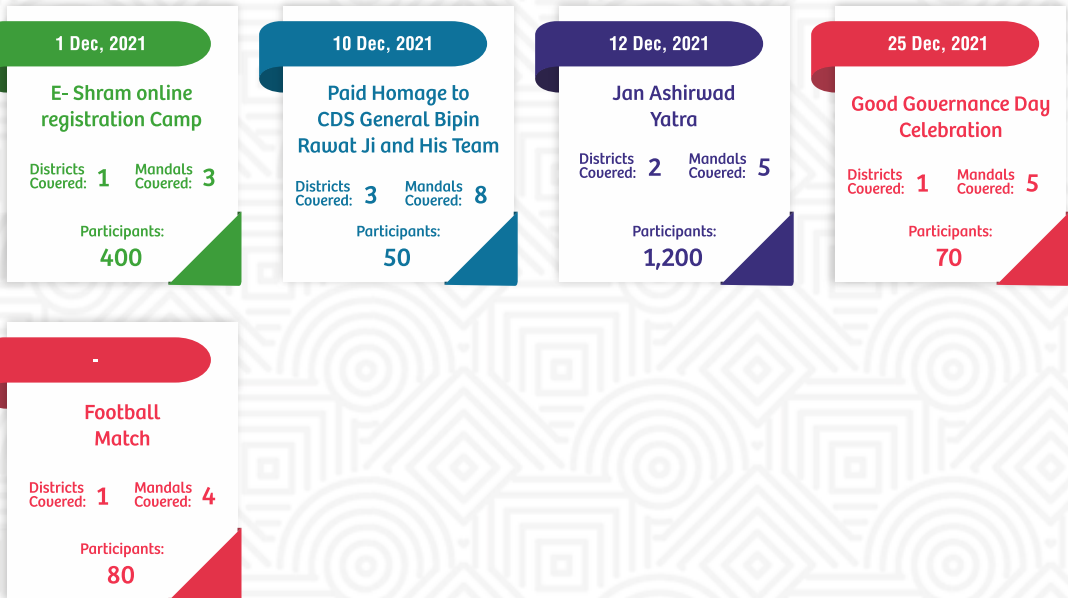 1 Dec, 2021
E- Shram online
registration Camp
Districts
Covered: 1
Mandals
Covered: 3
Participants:
400
10 Dec, 2021
Paid Homage to
CDS General Bipin
Rawat Ji and His Team
Districts
Covered: 3
Mandals
Covered: 8
Participants:
50
12 Dec, 2021
Jan Ashirwad
Yatra
Districts
Covered: 2
Mandals
Covered: 5
Participants:
1,200
25 Dec, 2021
Good Governance Day
Celebration
Districts
Covered: 1
Mandals
Covered: 5
Participants:
70
-
Football
Match
Districts
Covered: 1
Mandals
Covered: 4
Participants:
80